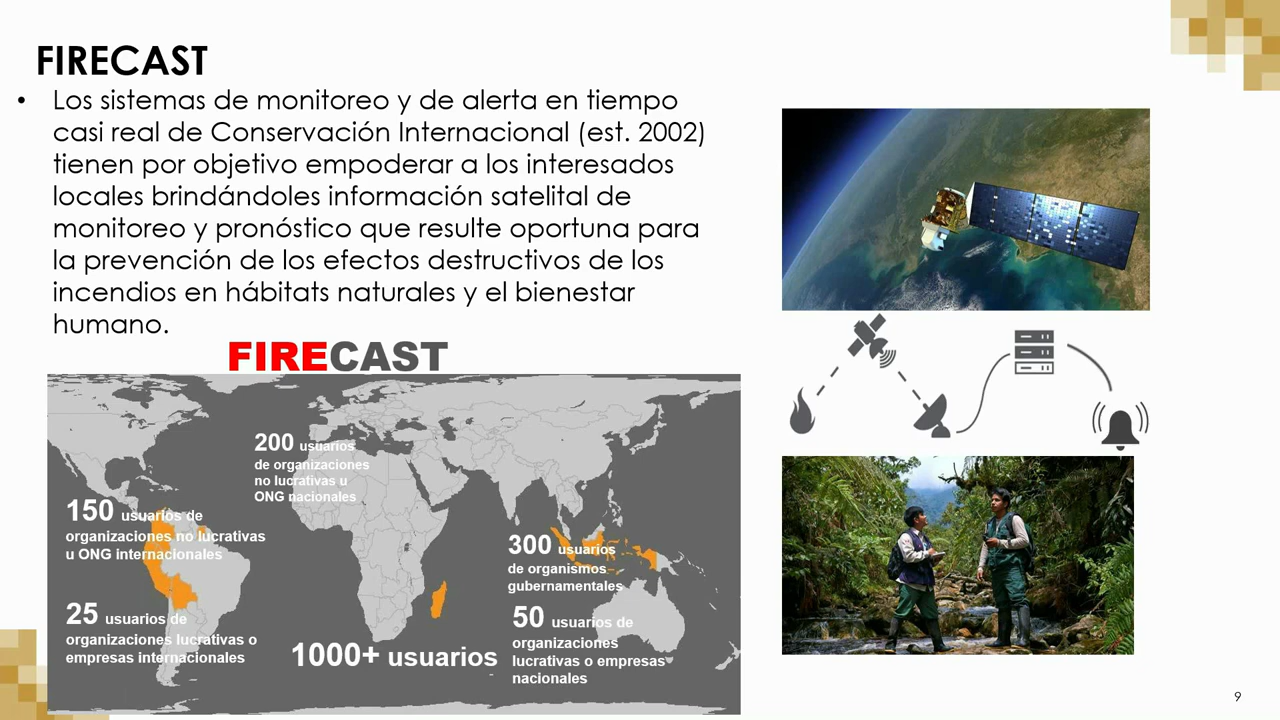 FIRECAST
• Los sistemas de monitoreo y de alerta en tiempo
casi real de Conservación Internacional (est. 2002)
tienen por objetivo empoderar a los interesados
locales brindándoles información satelital de
monitoreo y pronóstico que resulte oportuna para
la prevención de los efectos destructivos de los
incendios en hábitats naturales y el bienestar
humano.
FIRECAST
200 usuarios
de organizaciones
no lucrativas u
ONG nacionales
150 usuarios de
organizaciones no lucrativas
u ONG internacionales
300 usuarios
de organismos
gubernamentales
25 usuarios de
organizaciones lucrativas o
empresas internacionales
50 usuarios de
organizaciones
lucrativas o empresas
nacionales
1000+ usuarios
9